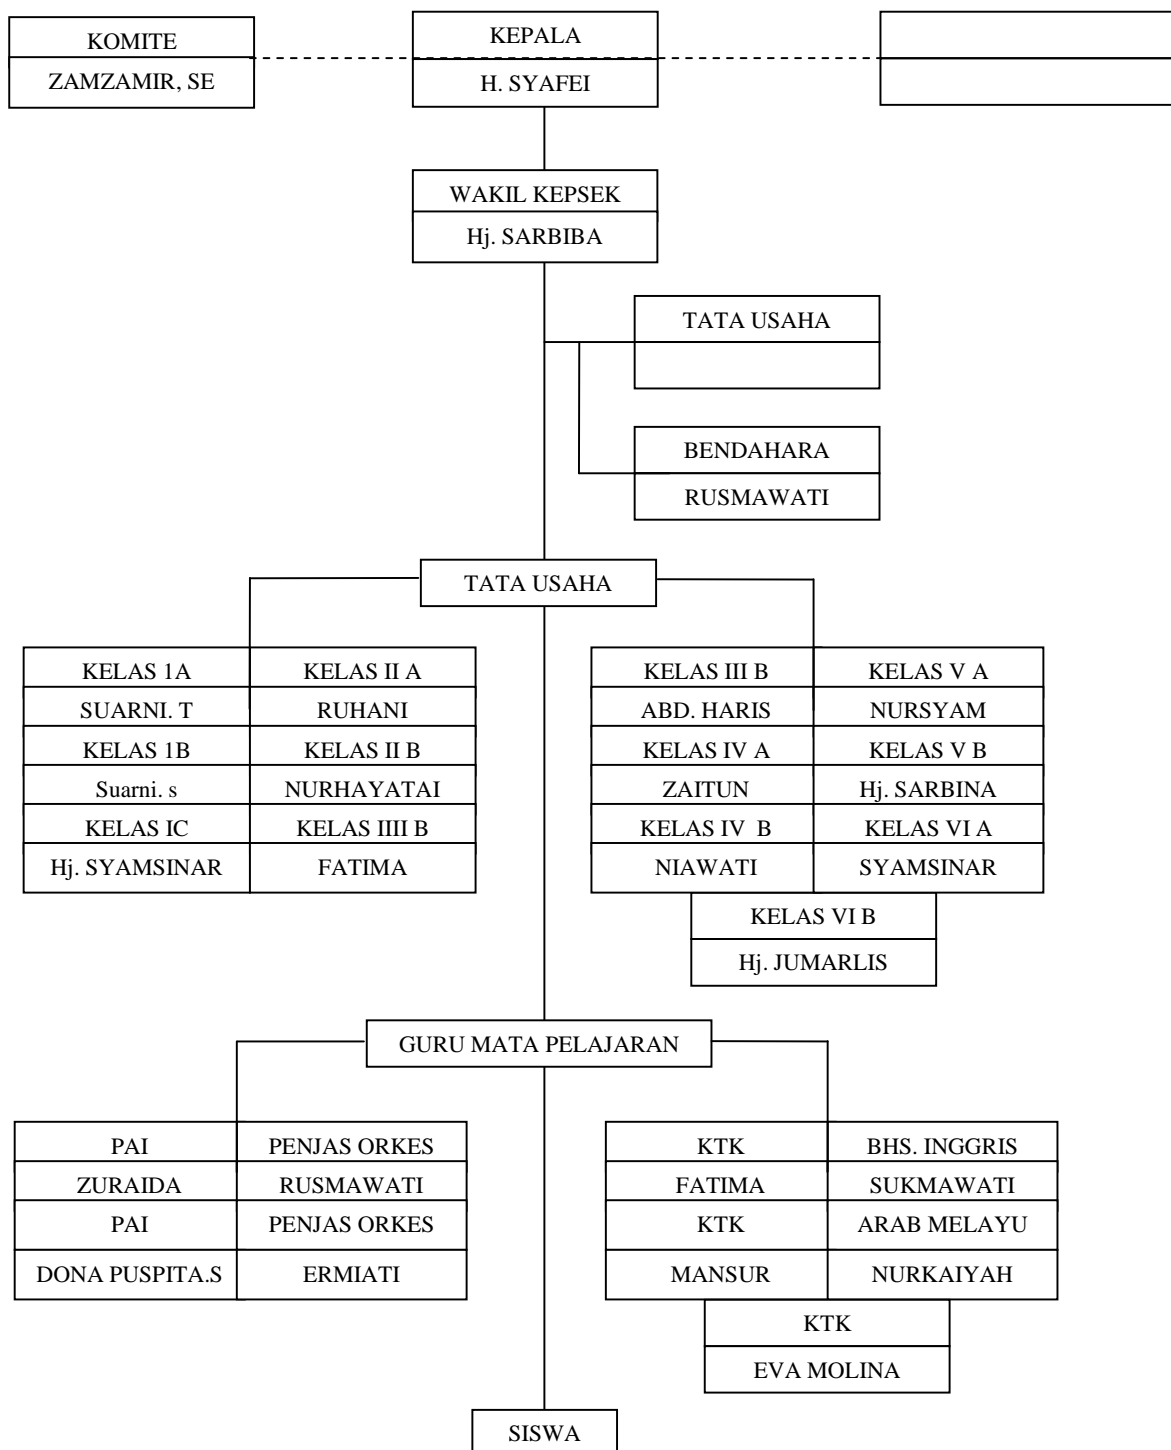 KOMITE
ZAMZAMIR, SE
KEPALA
H. SYAFEI
WAKIL KEPSEK
Hj. SARBIBA
TATA USAHA
BENDAHARA
RUSMAWATI
TATA USAHA
KELAS 1A KELAS II A
SUARNI. T RUHANI
KELAS 1B KELAS II B
Suarni. s NURHAYATAI
KELAS IC KELAS IIII B
Hj. SYAMSINAR FATIMA
KELAS III B KELAS V A
ABD. HARIS NURSYAM
KELAS IV A KELAS V B
ZAITUN Hj. SARBINA
KELAS IV B KELAS VI A
NIAWATI SYAMSINAR
KELAS VI B
Hj. JUMARLIS
GURU MATA PELAJARAN
PAI PENJAS ORKES
ZURAIDA RUSMAWATI
PAI PENJAS ORKES
DONA PUSPITA.S ERMIATI
KTK BHS. INGGRIS
FATIMA SUKMAWATI
KTK ARAB MELAYU
MANSUR NURKAIYAH
KTK
EVA MOLINA
SISWA